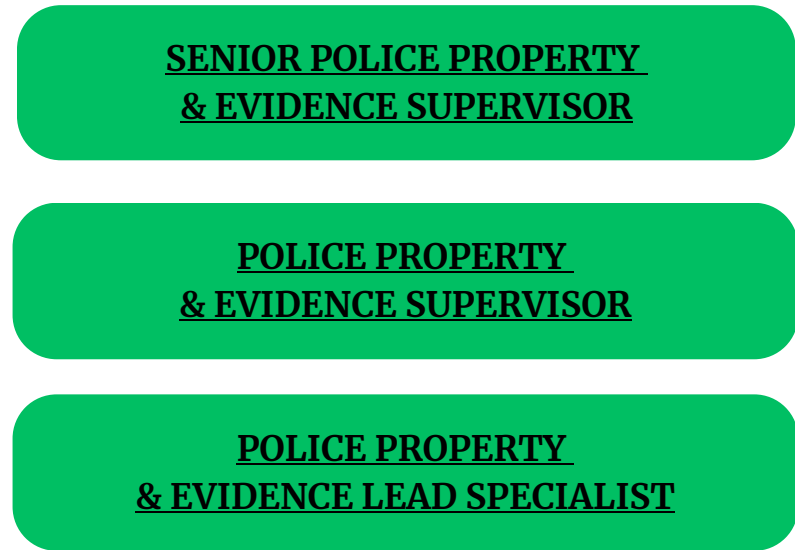 SENIOR POLICE PROPERTY
& EVIDENCE SUPERVISOR
POLICE PROPERTY
& EVIDENCE SUPERVISOR
POLICE PROPERTY
& EVIDENCE LEAD SPECIALIST